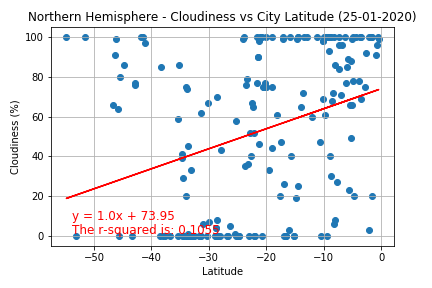 Northern Hemisphere - Cloudiness vs City Latitude (25-01-2020)
Cloudiness (%)
100
80
60
40
20
0
y = 1.0x + 73.95
The r-squared is: 0.1055
−50
−40
−30
−20
−10
0
Latitude